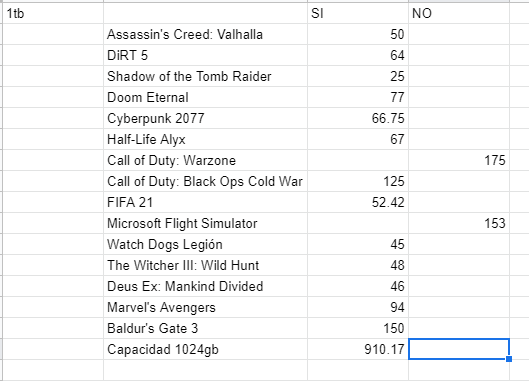 1tb SI NO
Assassin's Creed: Valhalla 50
DiRT 5 64
Shadow of the Tomb Raider 25
Doom Eternal 77
Cyberpunk 2077 66.75
Half-Life Alyx 67
Call of Duty: Warzone 175
Call of Duty: Black Ops Cold War 125
FIFA 21 52.42
Microsoft Flight Simulator 153
Watch Dogs Legión 45
The Witcher III: Wild Hunt 48
Deus Ex: Mankind Divided 46
Marvel's Avengers 94
Baldur's Gate 3 150
Capacidad 1024gb 910.17